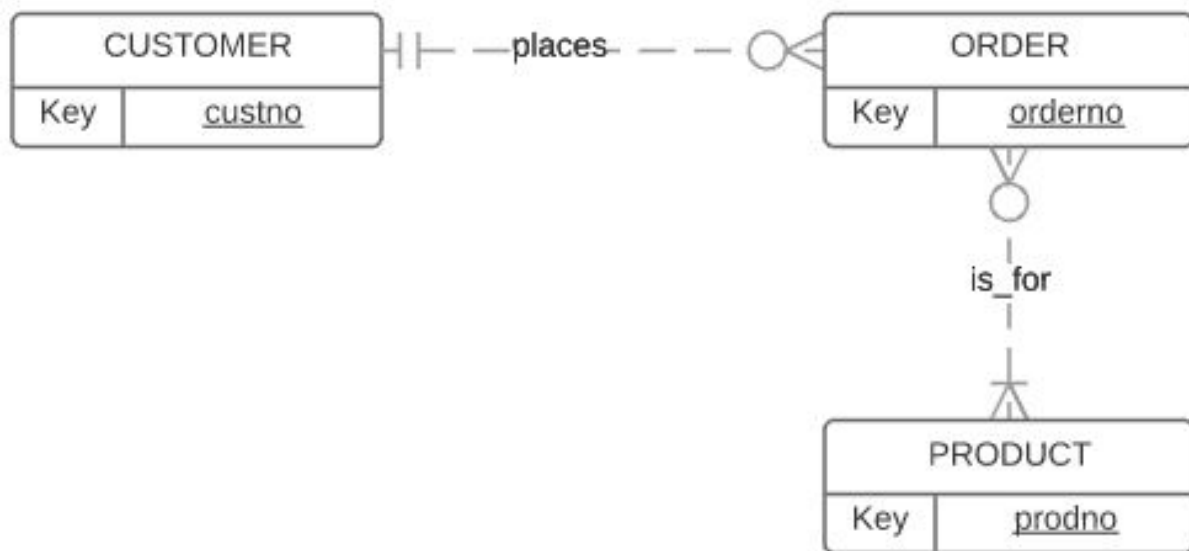 CUSTOMER
Key custno
places
ORDER
Key orderno
is_for
PRODUCT
Key prodno